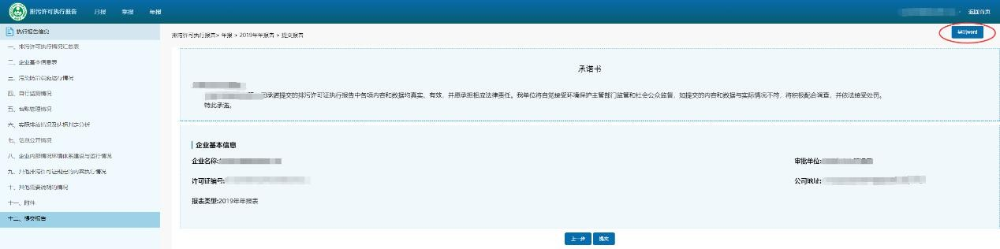 排污许可执行报告 月报 季报 年报 返回首页
执行报告信息
一、排污许可执行情况汇总表
二、企业基本信息表
三、污染防治设施运行情况
四、自行监测情况
五、台账管理情况
六、实际排放情况及达标判定分析
七、信息公开情况
八、企业内部情况环境体系建设与运行情况
九、其他排污许可证规定的内容执行情况
十、其他需要说明的情况
十一、附件
十二、提交报告
排污许可执行报告> 年报 > 2019年年报告 > 提交报告
导出word
承诺书
司承诺提交的排污许可证执行报告中各项内容和数据均真实、有效，并愿承担相应法律责任。我单位将自觉接受环境保护主管部门监管和社会公众监督，如提交的内容和数据与实际情况不符，将积极配合调查，并依法接受处罚。
特此承诺。
企业基本信息
企业名称: 审批单位:
许可证编号: 公司地址:
报表类型:2019年年报表
上一步 提交